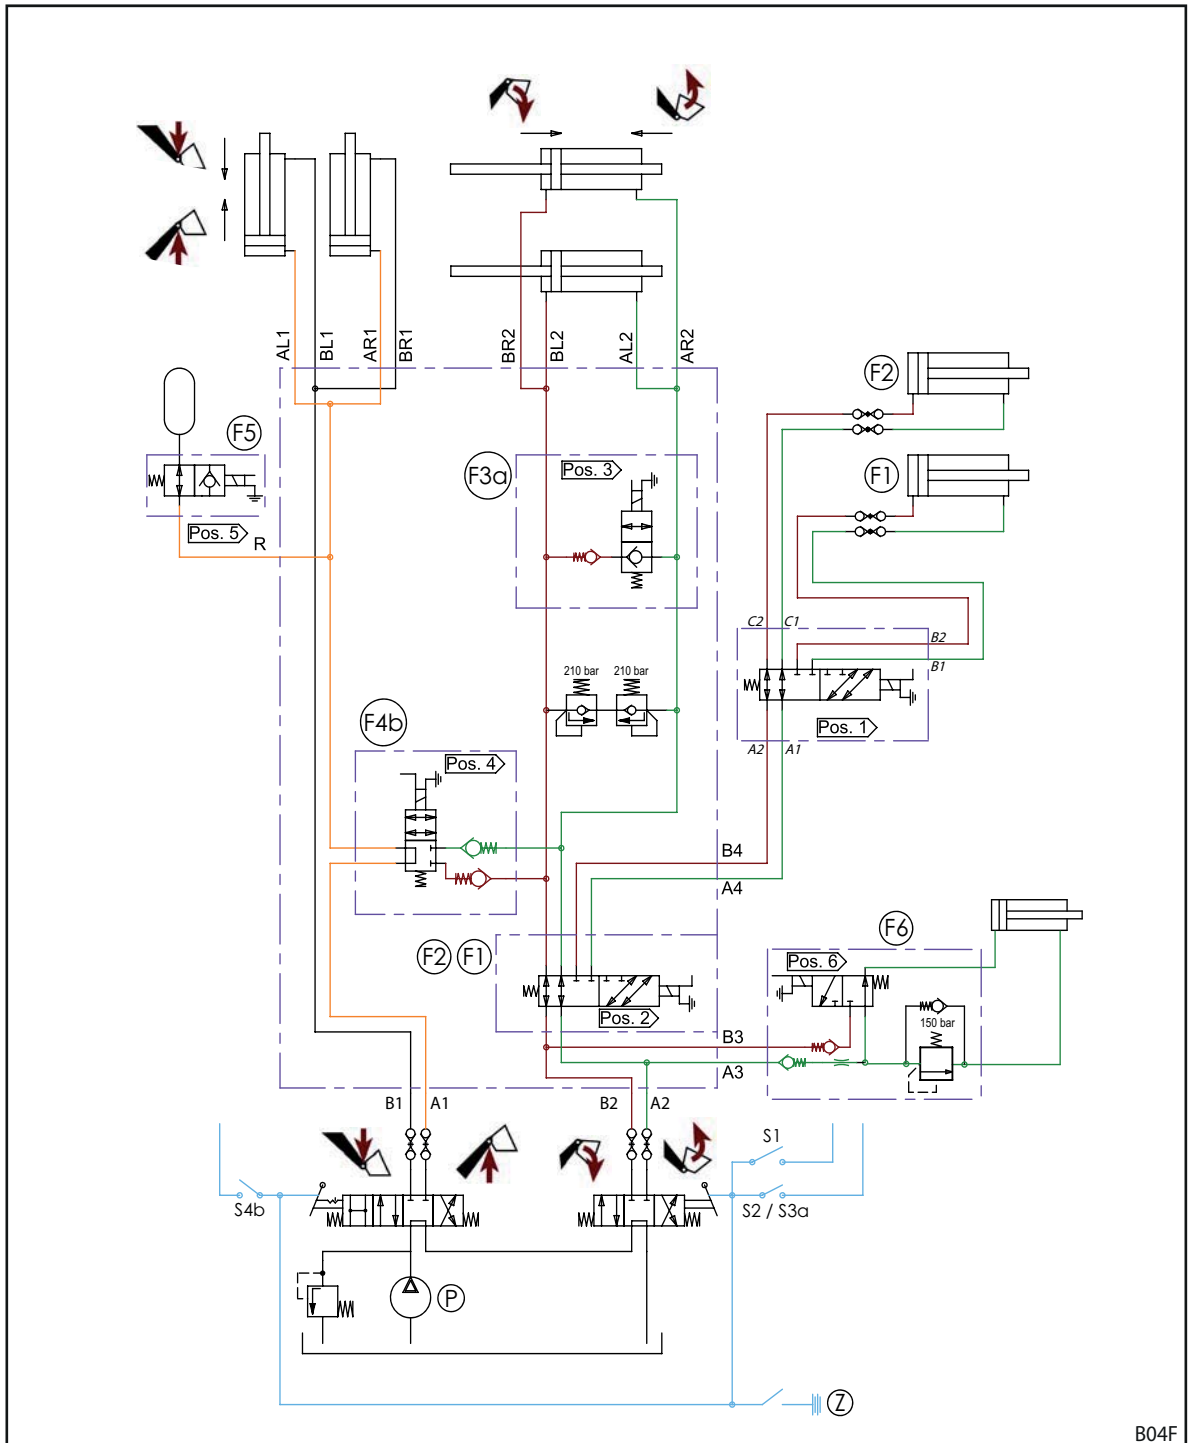 AL1
BL1
AR1
BR1
BR2
BL2
AL2
AR2
F2
F5
F3a
Pos. 3
F1
Pos. 5
R
C2
C1
B2
B1
210 bar
210 bar
F4b
Pos. 1
Pos. 4
A2
A1
B4
A4
F2
F1
F6
Pos. 6
Pos. 2
150 bar
B3
A3
B1
A1
B2
A2
S1
S4b
S2 / S3a
P
Z
B04F